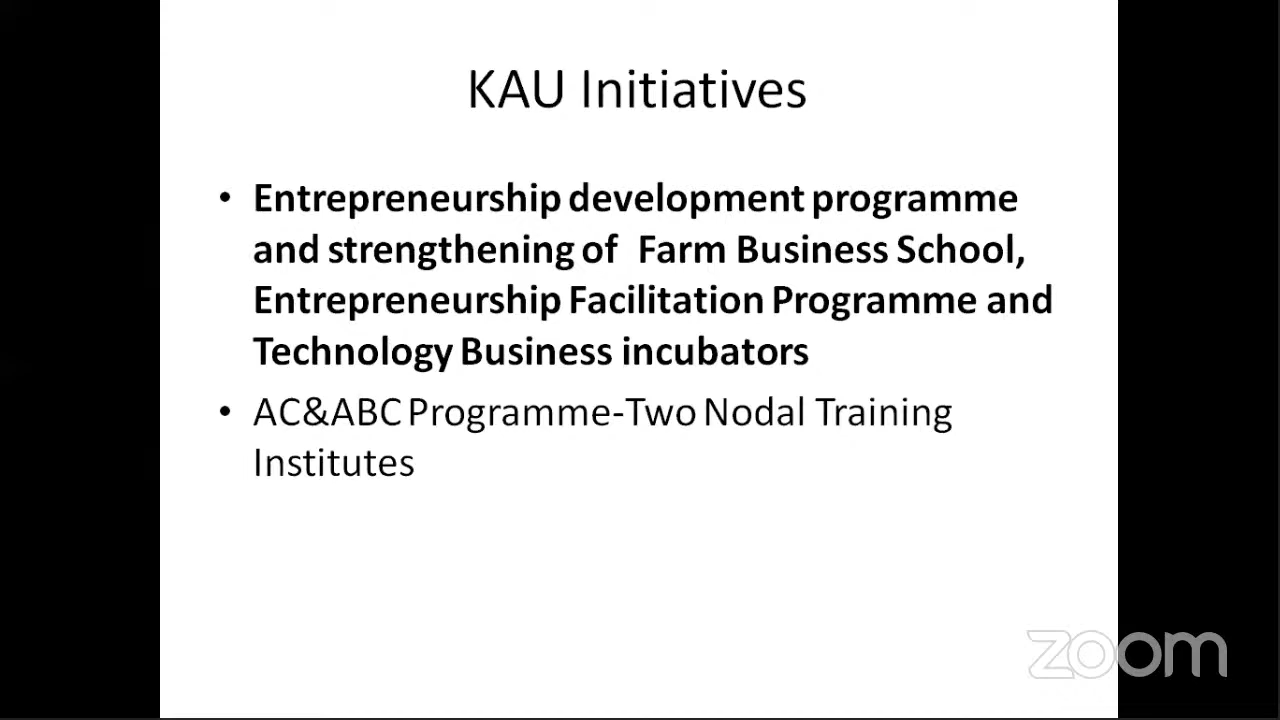 KAU Initiatives
• Entrepreneurship development programme
and strengthening of Farm Business School,
Entrepreneurship Facilitation Programme and
Technology Business incubators
• AC&ABC Programme-Two Nodal Training
Institutes
zoom